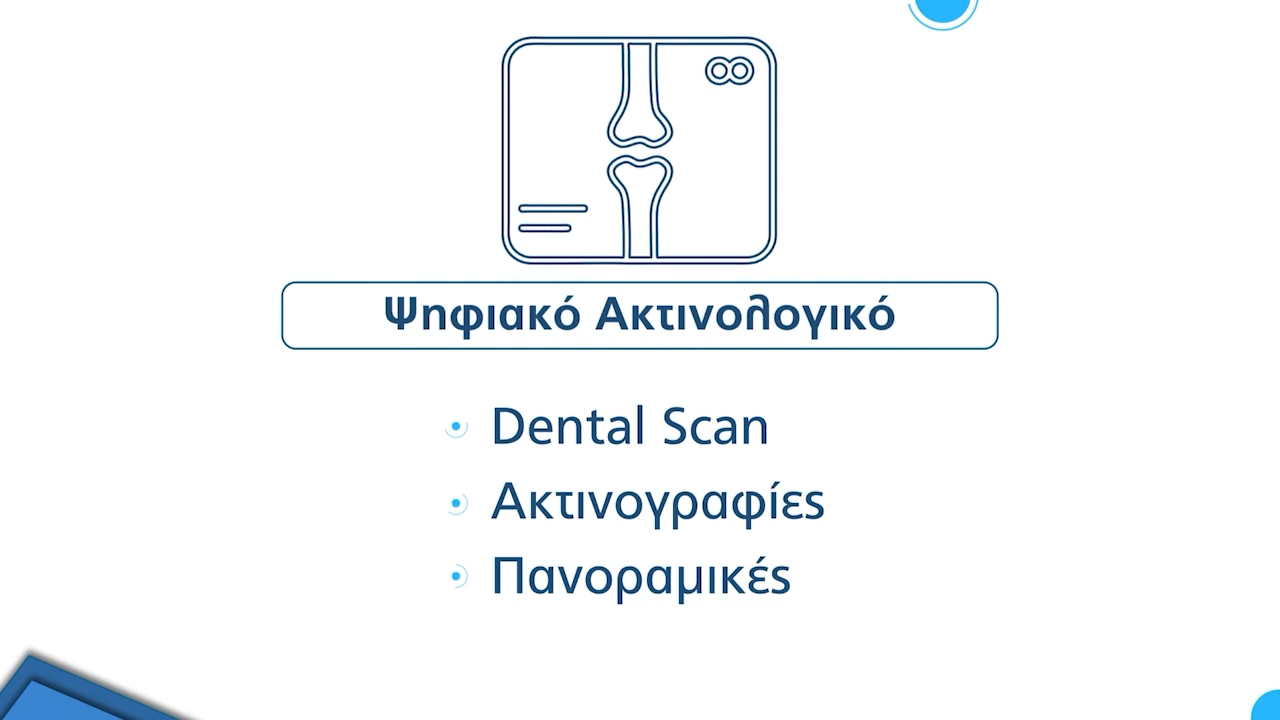 Ψηφιακό Ακτινολογικό
Dental Scan
Ακτινογραφίες
Πανοραμικές